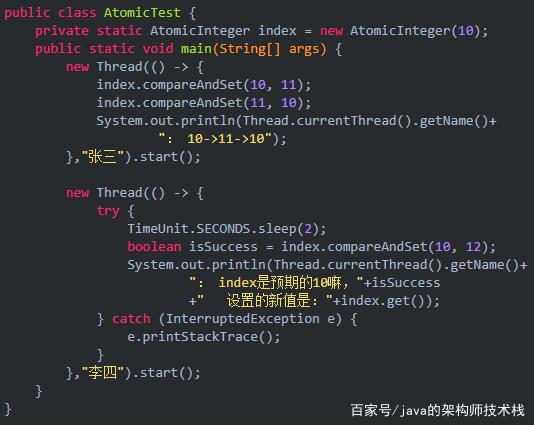 public class AtomicTest {
    private static AtomicInteger index = new AtomicInteger(10);
    public static void main(String[] args) {
        new Thread(() -> {
            index.compareAndSet(10, 11);
            index.compareAndSet(11, 10);
            System.out.println(Thread.currentThread().getName()+
                    ": 10->11->10");
        },"张三").start();

        new Thread(() -> {
            try {
                TimeUnit.SECONDS.sleep(2);
                boolean isSuccess = index.compareAndSet(10, 12);
                System.out.println(Thread.currentThread().getName()+
                        ": index是预期的10嘛，"+isSuccess
                        +"   设置的新值是："+index.get());
            } catch (InterruptedException e) {
                e.printStackTrace();
            }
        },"李四").start();
    }
}
百家号/java的架构师技术栈